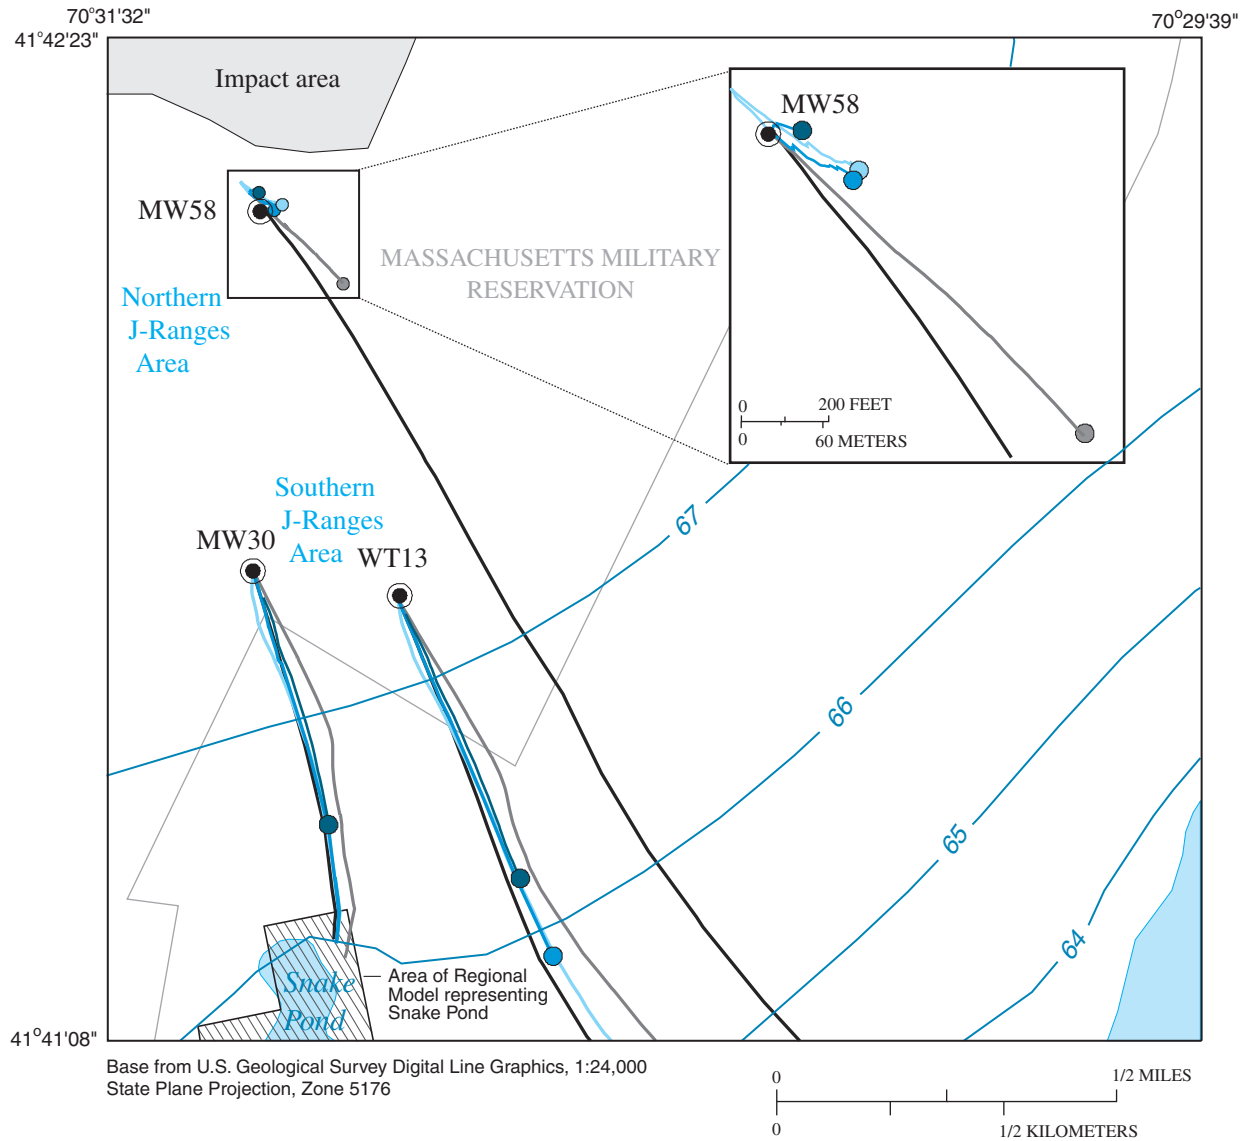 70°31'32"
70°29'39"
41°42'23"
Impact area
MW58
MW58
MASSACHUSETTS MILITARY
RESERVATION
Northern
J-Ranges
Area
0
200 FEET
0
60 METERS
Southern
J-Ranges
Area
MW30
WT13
67
66
65
64
Snake
Pond
Area of Regional
Model representing
Snake Pond
41°41'08"
Base from U.S. Geological Survey Digital Line Graphics, 1:24,000
State Plane Projection, Zone 5176
0
1/2 MILES
0
1/2 KILOMETERS